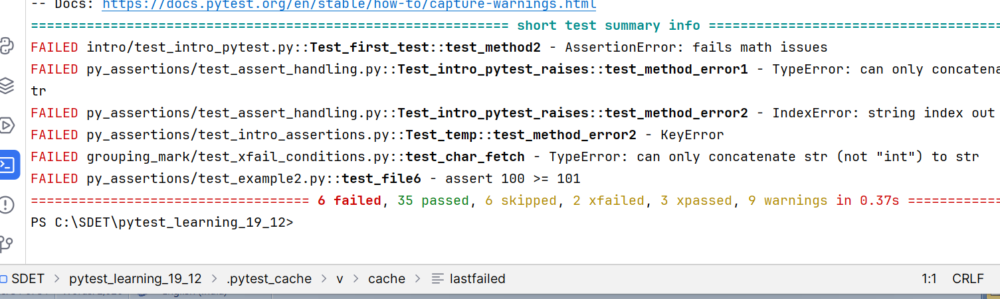 -- Docs: https://docs.pytest.org/en/stable/how-to/capture-warnings.html
============================================================ short test summary info =====================================
FAILED intro/test_intro_pytest.py::Test_first_test::test_method2 - AssertionError: fails math issues
FAILED py_assertions/test_assert_handling.py::Test_intro_pytest_raises::test_method_error1 - TypeError: can only concatena
tr
FAILED py_assertions/test_assert_handling.py::Test_intro_pytest_raises::test_method_error2 - IndexError: string index out
FAILED py_assertions/test_intro_assertions.py::Test_temp::test_method_error2 - KeyError
FAILED grouping_mark/test_xfail_conditions.py::test_char_fetch - TypeError: can only concatenate str (not "int") to str
FAILED py_assertions/test_example2.py::test_file6 - assert 100 >= 101
=================================== 6 failed, 35 passed, 6 skipped, 2 xfailed, 3 xpassed, 9 warnings in 0.37s ============
PS C:\SDET\pytest_learning_19_12>
SDET > pytest_learning_19_12 > .pytest_cache > v > cache > lastfailed 1:1 CRLF